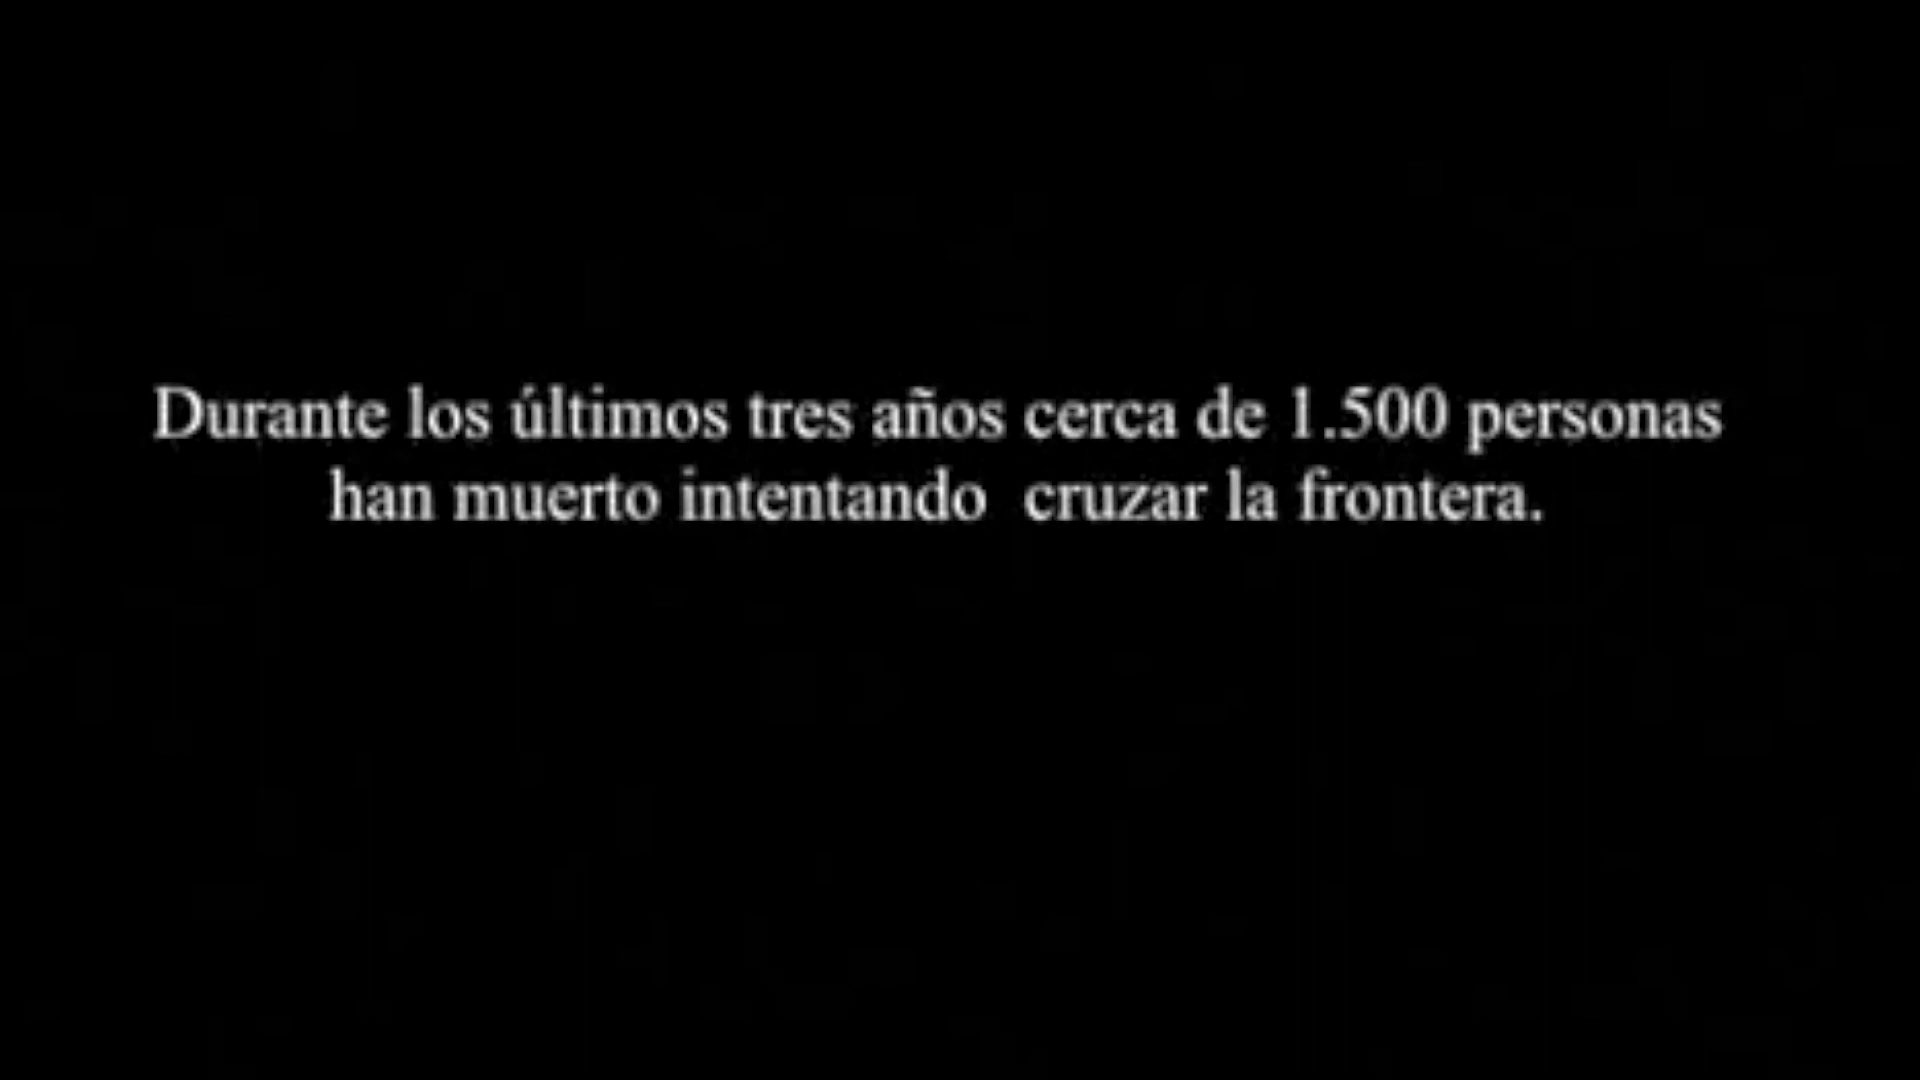 Durante los últimos tres años cerca de 1.500 personas
han muerto intentando  cruzar la frontera.